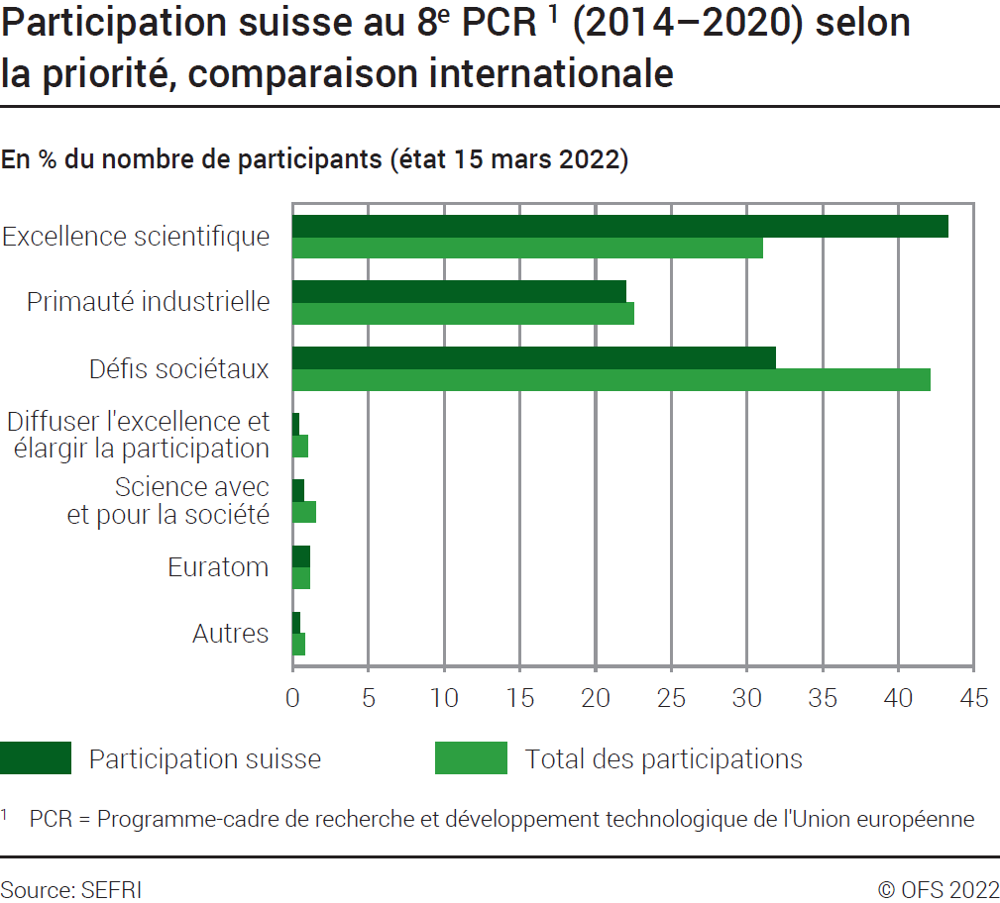 Participation suisse au 8e PCR 1 (2014–2020) selon
la priorité, comparaison internationale
En % du nombre de participants (état 15 mars 2022)
Excellence scientifique
Primauté industrielle
Défis sociétaux
Diffuser l'excellence et
élargir la participation
Science avec
et pour la société
Euratom
Autres
0 5 10 15 20 25 30 35 40 45
Participation suisse Total des participations
1 PCR = Programme-cadre de recherche et développement technologique de l'Union européenne
Source: SEFRI © OFS 2022